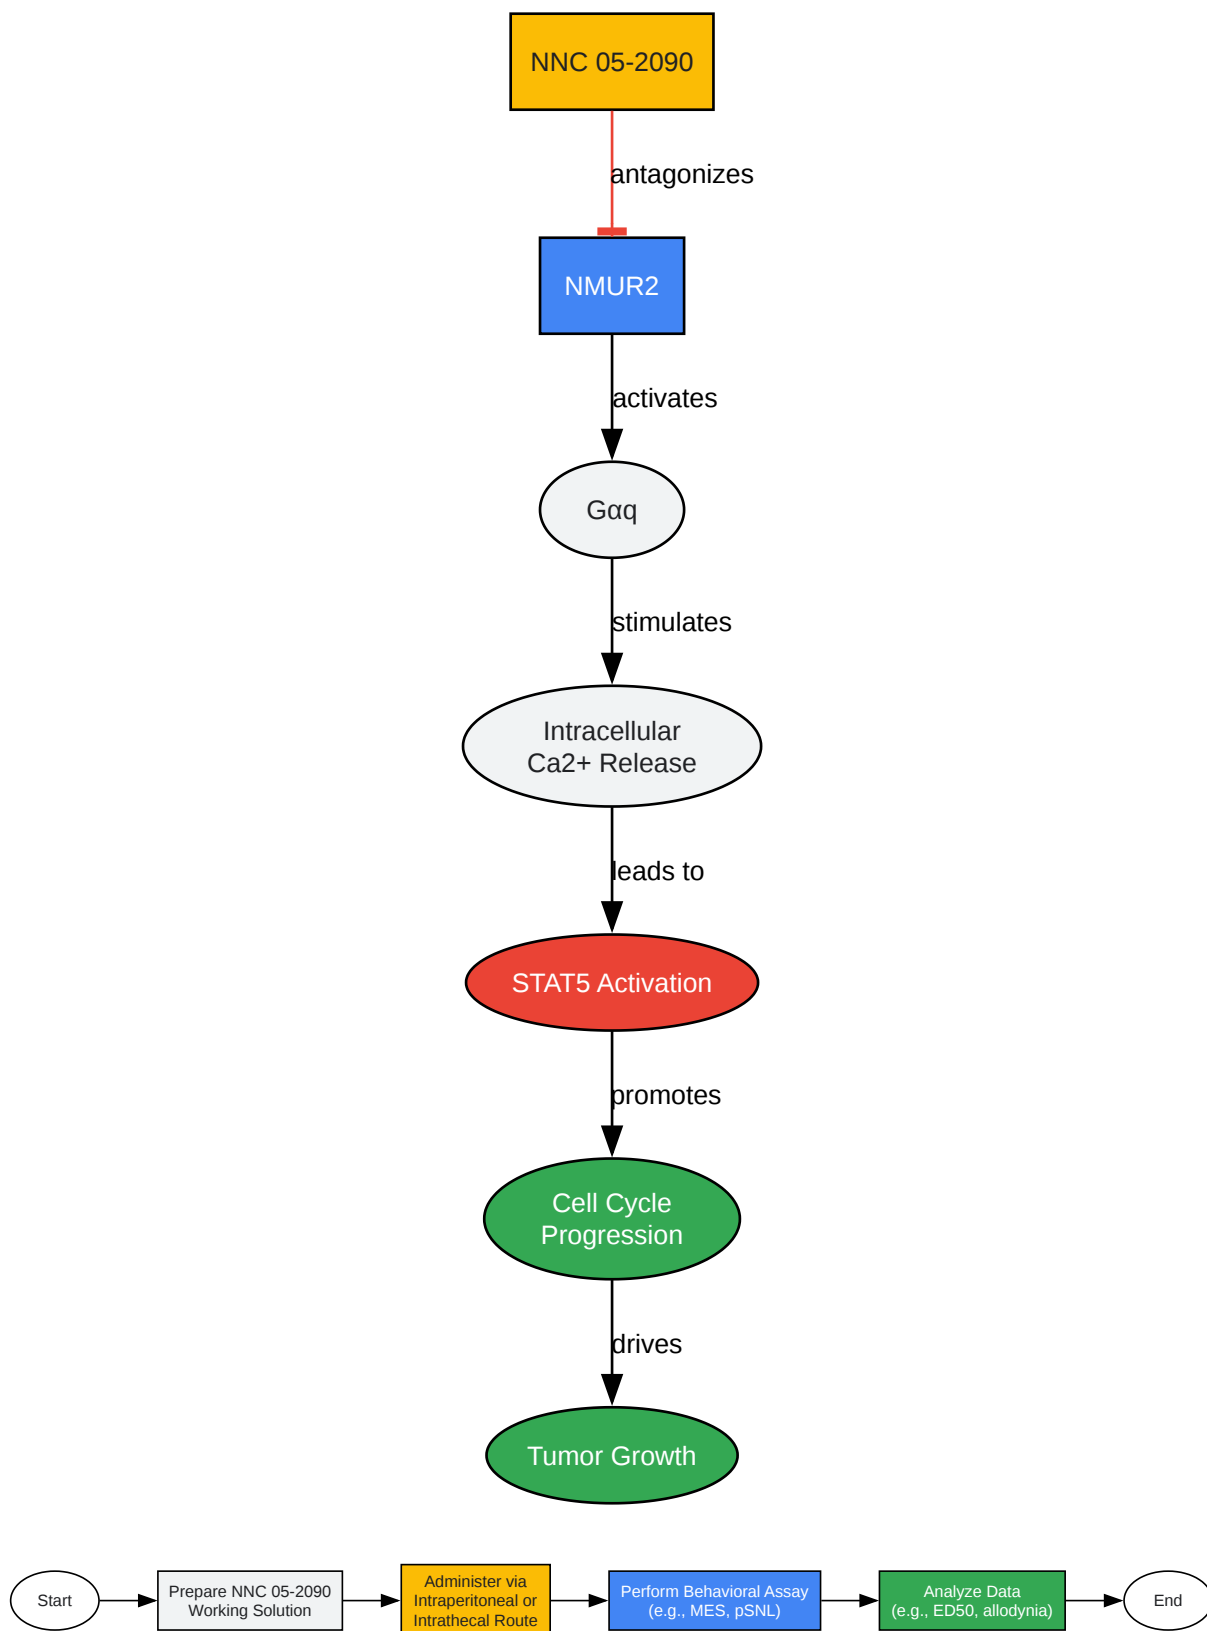 NNC 05-2090
antagonizes
NMUR2
activates
Gαq
stimulates
Intracellular
Ca2+ Release
leads to
STAT5 Activation
promotes
Cell Cycle
Progression
drives
Tumor Growth
Start
Prepare NNC 05-2090
Working Solution
Administer via
Intraperitoneal or
Intrathecal Route
Perform Behavioral Assay
(e.g., MES, pSNL)
Analyze Data
(e.g., ED50, allodynia)
End